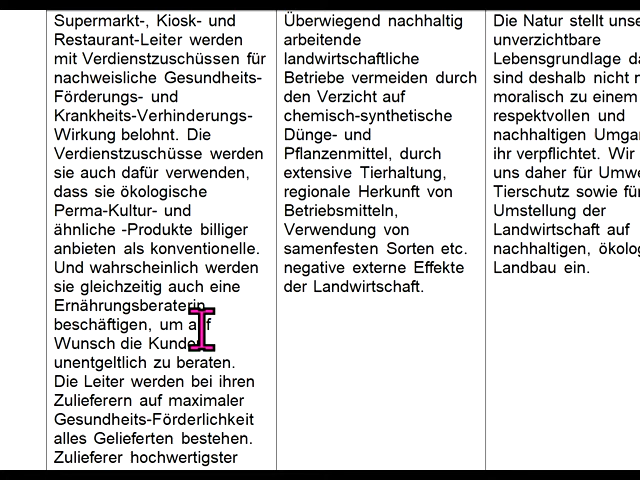 Supermarkt-, Kiosk- und
Restaurant-Leiter werden
mit Verdienstzuschüssen für
nachweisliche Gesundheits-
Förderungs- und
Krankheits-Verhinderungs-
Wirkung belohnt. Die
Verdienstzuschüsse werden
sie auch dafür verwenden,
dass sie ökologische
Perma-Kultur- und
ähnliche -Produkte billiger
anbieten als konventionelle.
Und wahrscheinlich werden
sie gleichzeitig auch eine
Ernährungsberaterin
beschäftigen, um auf
Wunsch die Kunden
unentgeltlich zu beraten.
Die Leiter werden bei ihren
Zulieferern auf maximaler
Gesundheits-Förderlichkeit
alles Gelieferten bestehen.
Zulieferer hochwertigster
Überwiegend nachhaltig
arbeitende
landwirtschaftliche
Betriebe vermeiden durch
den Verzicht auf
chemisch-synthetische
Dünge- und
Pflanzenmittel, durch
extensive Tierhaltung,
regionale Herkunft von
Betriebsmitteln,
Verwendung von
samenfesten Sorten etc.
negative externe Effekte
der Landwirtschaft.
Die Natur stellt unse
unverzichtbare
Lebensgrundlage da
sind deshalb nicht n
moralisch zu einem
respektvollen und
nachhaltigen Umga
ihr verpflichtet. Wir
uns daher für Umwe
Tierschutz sowie für
Umstellung der
Landwirtschaft auf
nachhaltigen, ökolog
Landbau ein.